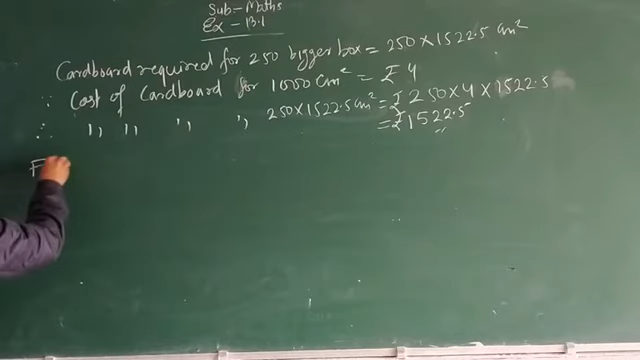 Sub - Maths
Ex - 13.1
Cardboard required for 250 bigger box = 250 × 1522.5 cm²
∵ Cost of Cardboard for 1000 cm² = ₹ 4
∴ " " " " 250 × 1522.5 cm² = ₹ 250 × 4 × 1522.5
= ₹ 1522.5
F